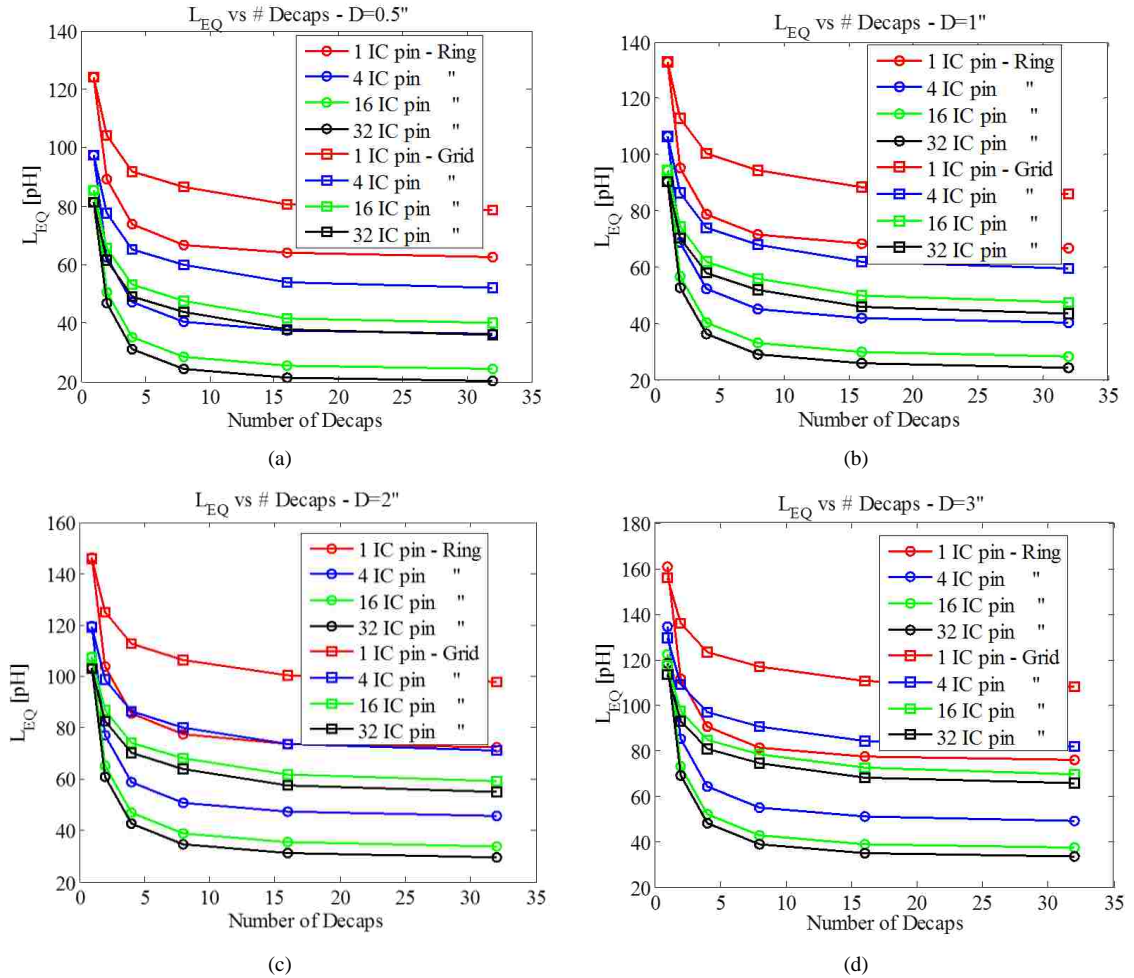 L_EQ vs # Decaps - D=0.5"
140
120
100
80
60
40
20
L_EQ [pH]
0 5 10 15 20 25 30 35
Number of Decaps
1 IC pin - Ring
4 IC pin "
16 IC pin "
32 IC pin "
1 IC pin - Grid
4 IC pin "
16 IC pin "
32 IC pin "
(a)
L_EQ vs # Decaps - D=1"
140
120
100
80
60
40
20
L_EQ [pH]
0 5 10 15 20 25 30 35
Number of Decaps
1 IC pin - Ring
4 IC pin "
16 IC pin "
32 IC pin "
1 IC pin - Grid
4 IC pin "
16 IC pin "
32 IC pin "
(b)
L_EQ vs # Decaps - D=2"
160
140
120
100
80
60
40
20
L_EQ [pH]
0 5 10 15 20 25 30 35
Number of Decaps
1 IC pin - Ring
4 IC pin "
16 IC pin "
32 IC pin "
1 IC pin - Grid
4 IC pin "
16 IC pin "
32 IC pin "
(c)
L_EQ vs # Decaps - D=3"
180
160
140
120
100
80
60
40
20
L_EQ [pH]
0 5 10 15 20 25 30 35
Number of Decaps
1 IC pin - Ring
4 IC pin "
16 IC pin "
32 IC pin "
1 IC pin - Grid
4 IC pin "
16 IC pin "
32 IC pin "
(d)